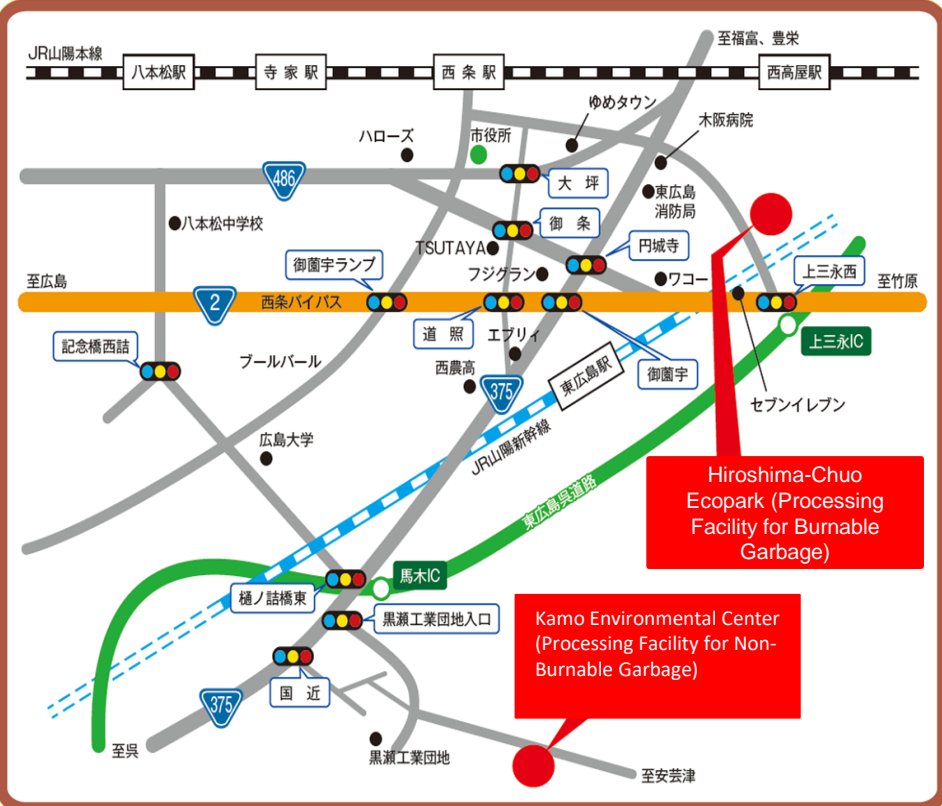 至福富、豊栄
JR山陽本線
八本松駅
寺家駅
西条駅
西高屋駅
ゆめタウン
木阪病院
ハローズ
市役所
486
大坪
東広島
消防局
八本松中学校
御条
TSUTAYA
円城寺
御薗宇ランプ
フジグラン
ワコー
上三永西
至広島
2
西条バイパス
至竹原
道照
エブリィ
上三永IC
記念橋西詰
ブールバール
西農高
375
東広島駅
御薗宇
セブンイレブン
広島大学
JR山陽新幹線
Hiroshima-Chuo
Ecopark (Processing
Facility for Burnable
Garbage)
東広島呉道路
馬木IC
樋ノ詰橋東
黒瀬工業団地入口
Kamo Environmental Center
(Processing Facility for Non-
Burnable Garbage)
国近
375
至呉
黒瀬工業団地
至安芸津